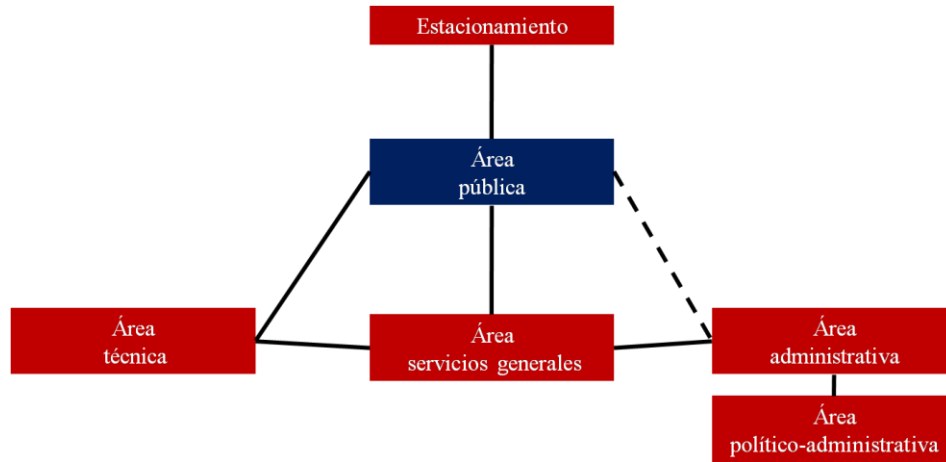 Estacionamiento
Área
pública
Área
técnica
Área
servicios generales
Área
administrativa
Área
político-administrativa